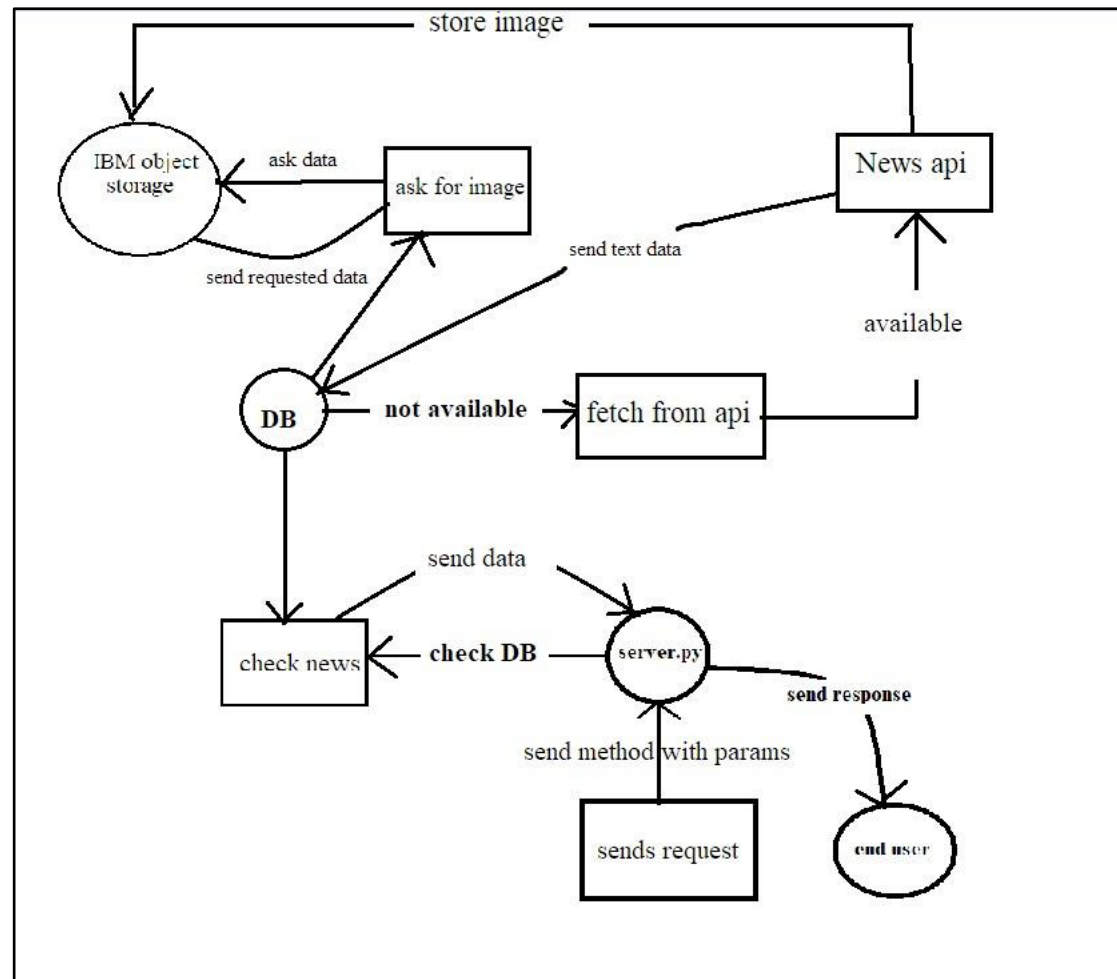 store image
IBM object
storage
ask data
ask for image
News api
send text data
send requested data
available
DB
not available
fetch from api
send data
check news
check DB
server.py
send response
send method with params
sends request
end user